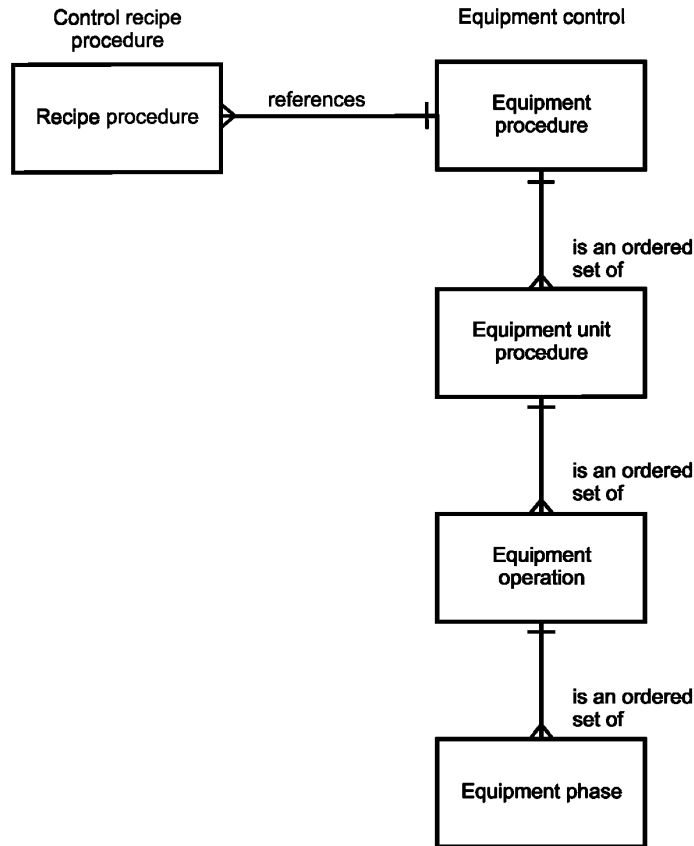 Control recipe
procedure
Equipment control
Recipe procedure
references
Equipment
procedure
is an ordered
set of
Equipment unit
procedure
is an ordered
set of
Equipment
operation
is an ordered
set of
Equipment phase